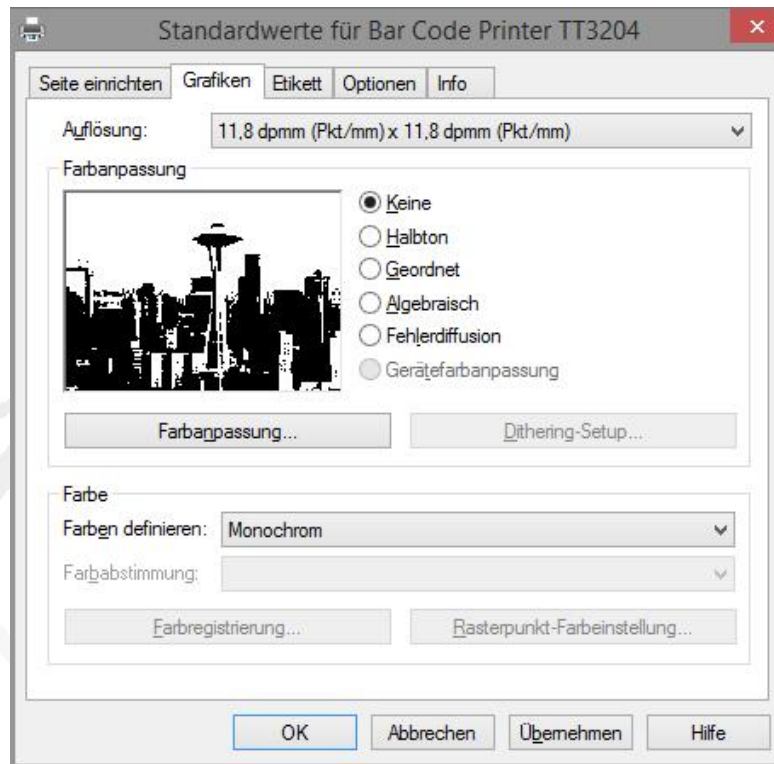 Standardwerte für Bar Code Printer TT3204
Seite einrichten Grafiken Etikett Optionen Info
Auflösung: 11,8 dpmm (Pkt/mm) x 11,8 dpmm (Pkt/mm)
Farbanpassung
Keine
Halbton
Geordnet
Algebraisch
Fehlerdiffusion
Gerätefarbanpassung
Farbanpassung... Dithering-Setup...
Farbe
Farben definieren: Monochrom
Farbabstimmung:
Farbregistrierung... Rasterpunkt-Farbeinstellung...
OK Abbrechen Übernehmen Hilfe